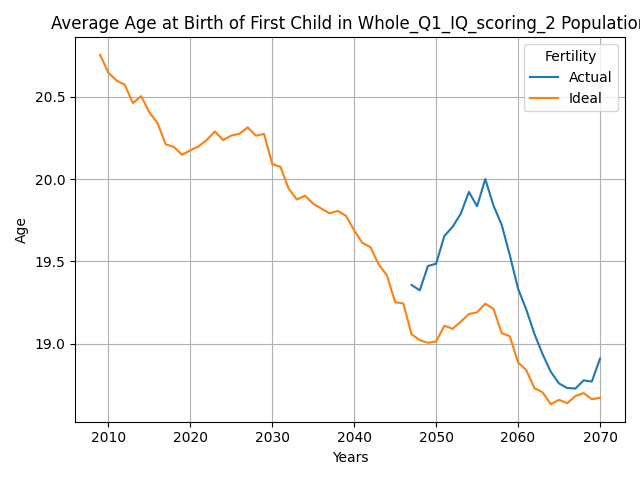 Average Age at Birth of First Child in Whole_Q1_IQ_scoring_2 Population
Fertility
Actual
Ideal
20.5
20.0
19.5
19.0
Age
2010 2020 2030 2040 2050 2060 2070
Years